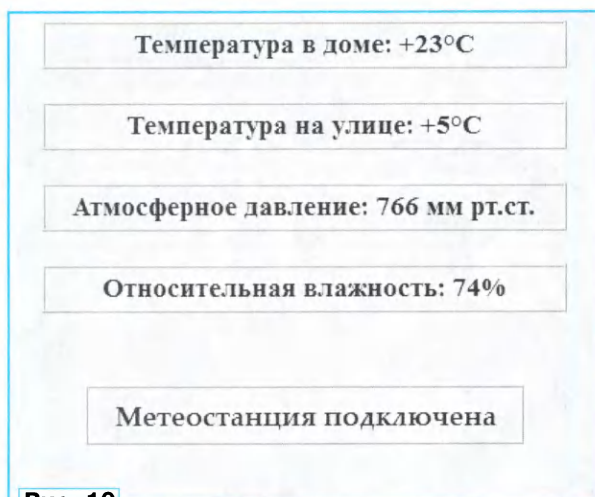 Температура в доме: +23°C
Температура на улице: +5°C
Атмосферное давление: 766 мм рт.ст.
Относительная влажность: 74%
Метеостанция подключена